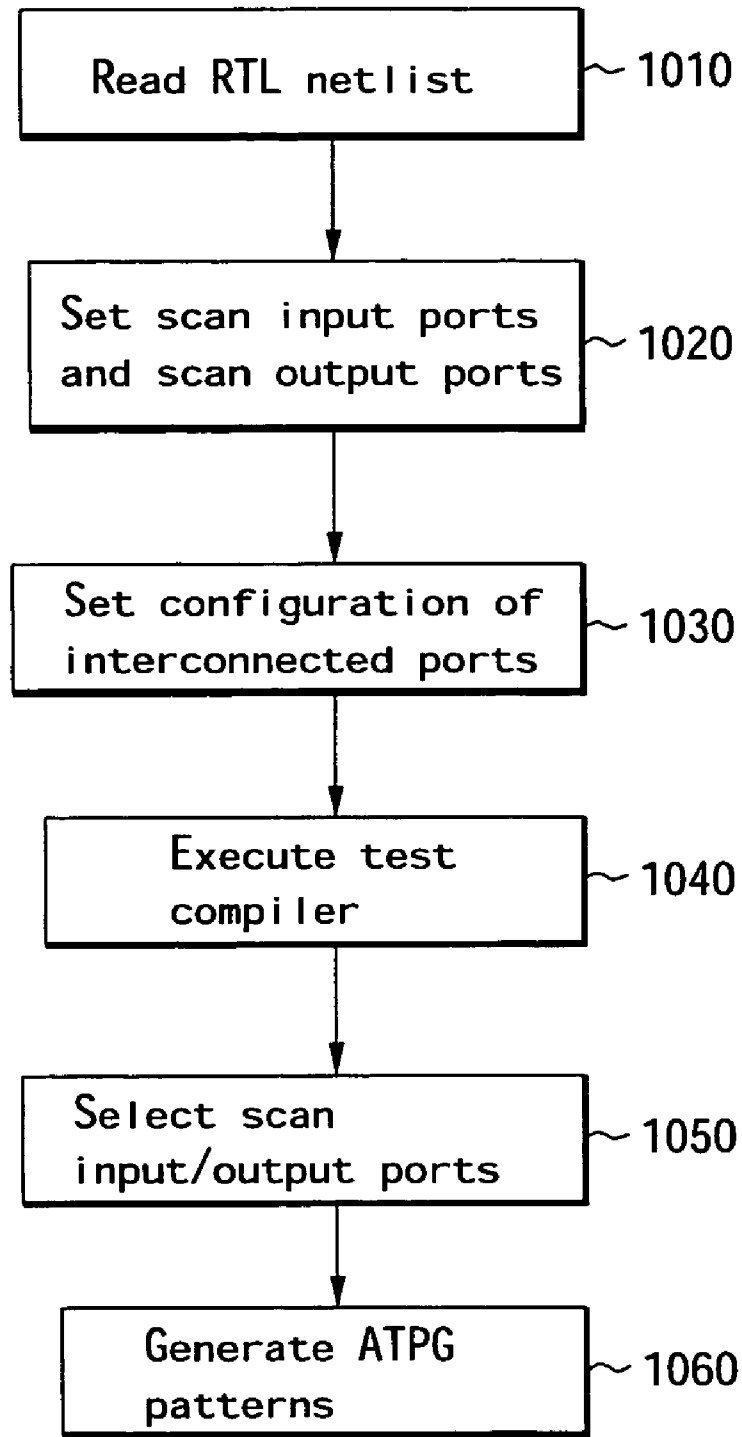 Read RTL netlist
1010
Set scan input ports
and scan output ports
1020
Set configuration of
interconnected ports
1030
Execute test
compiler
1040
Select scan
input/output ports
1050
Generate ATPG
patterns
1060